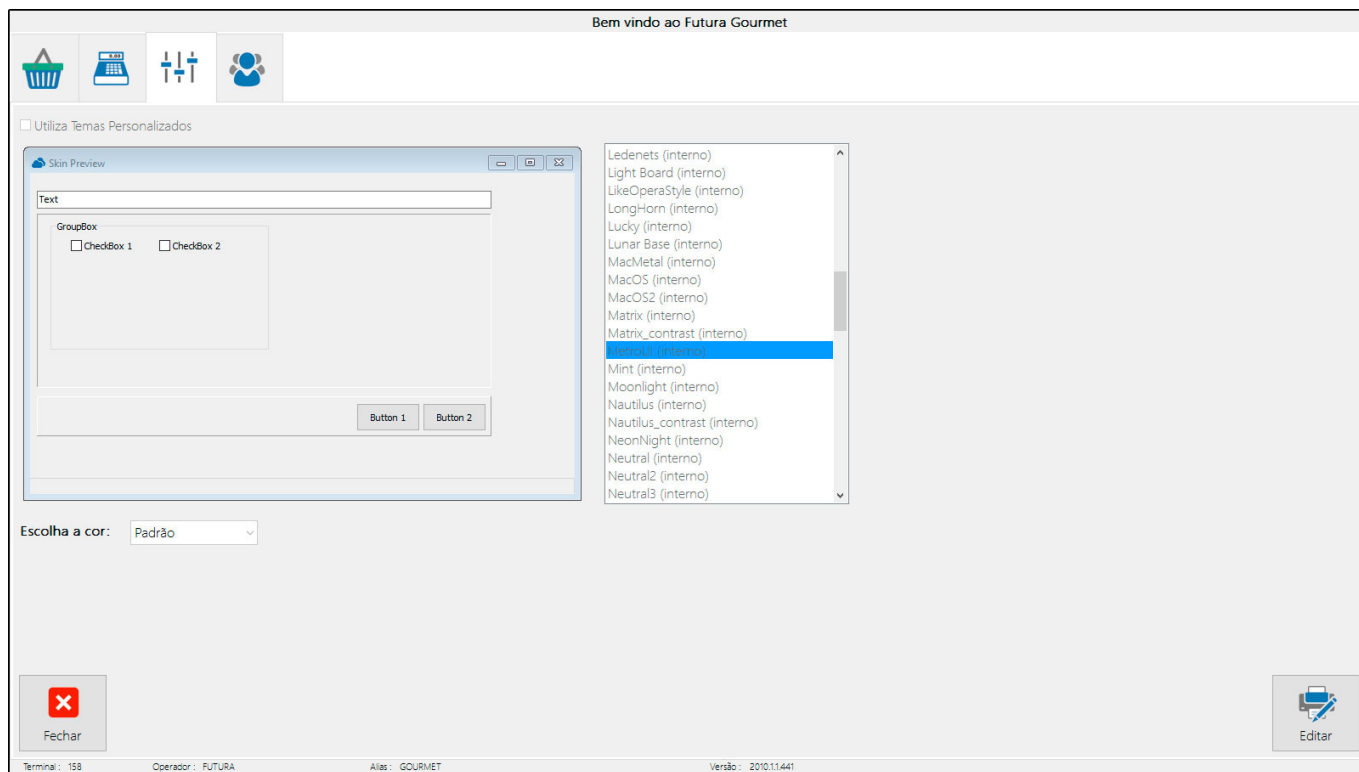 Bem vindo ao Futura Gourmet
Utiliza Temas Personalizados
Skin Preview
Text
GroupBox
CheckBox 1 CheckBox 2
Button 1 Button 2
Ledenets (interno)
Light Board (interno)
LikeOperaStyle (interno)
LongHorn (interno)
Lucky (interno)
Lunar Base (interno)
MacMetal (interno)
MacOS (interno)
MacOS2 (interno)
Matrix (interno)
Matrix_contrast (interno)
MetroUI (interno)
Mint (interno)
Moonlight (interno)
Nautilus (interno)
Nautilus_contrast (interno)
NeonNight (interno)
Neutral (interno)
Neutral2 (interno)
Neutral3 (interno)
Escolha a cor: Padrão
Fechar
Editar
Terminal : 158 Operador : FUTURA Alias : GOURMET Versão : 2010.1.1.441